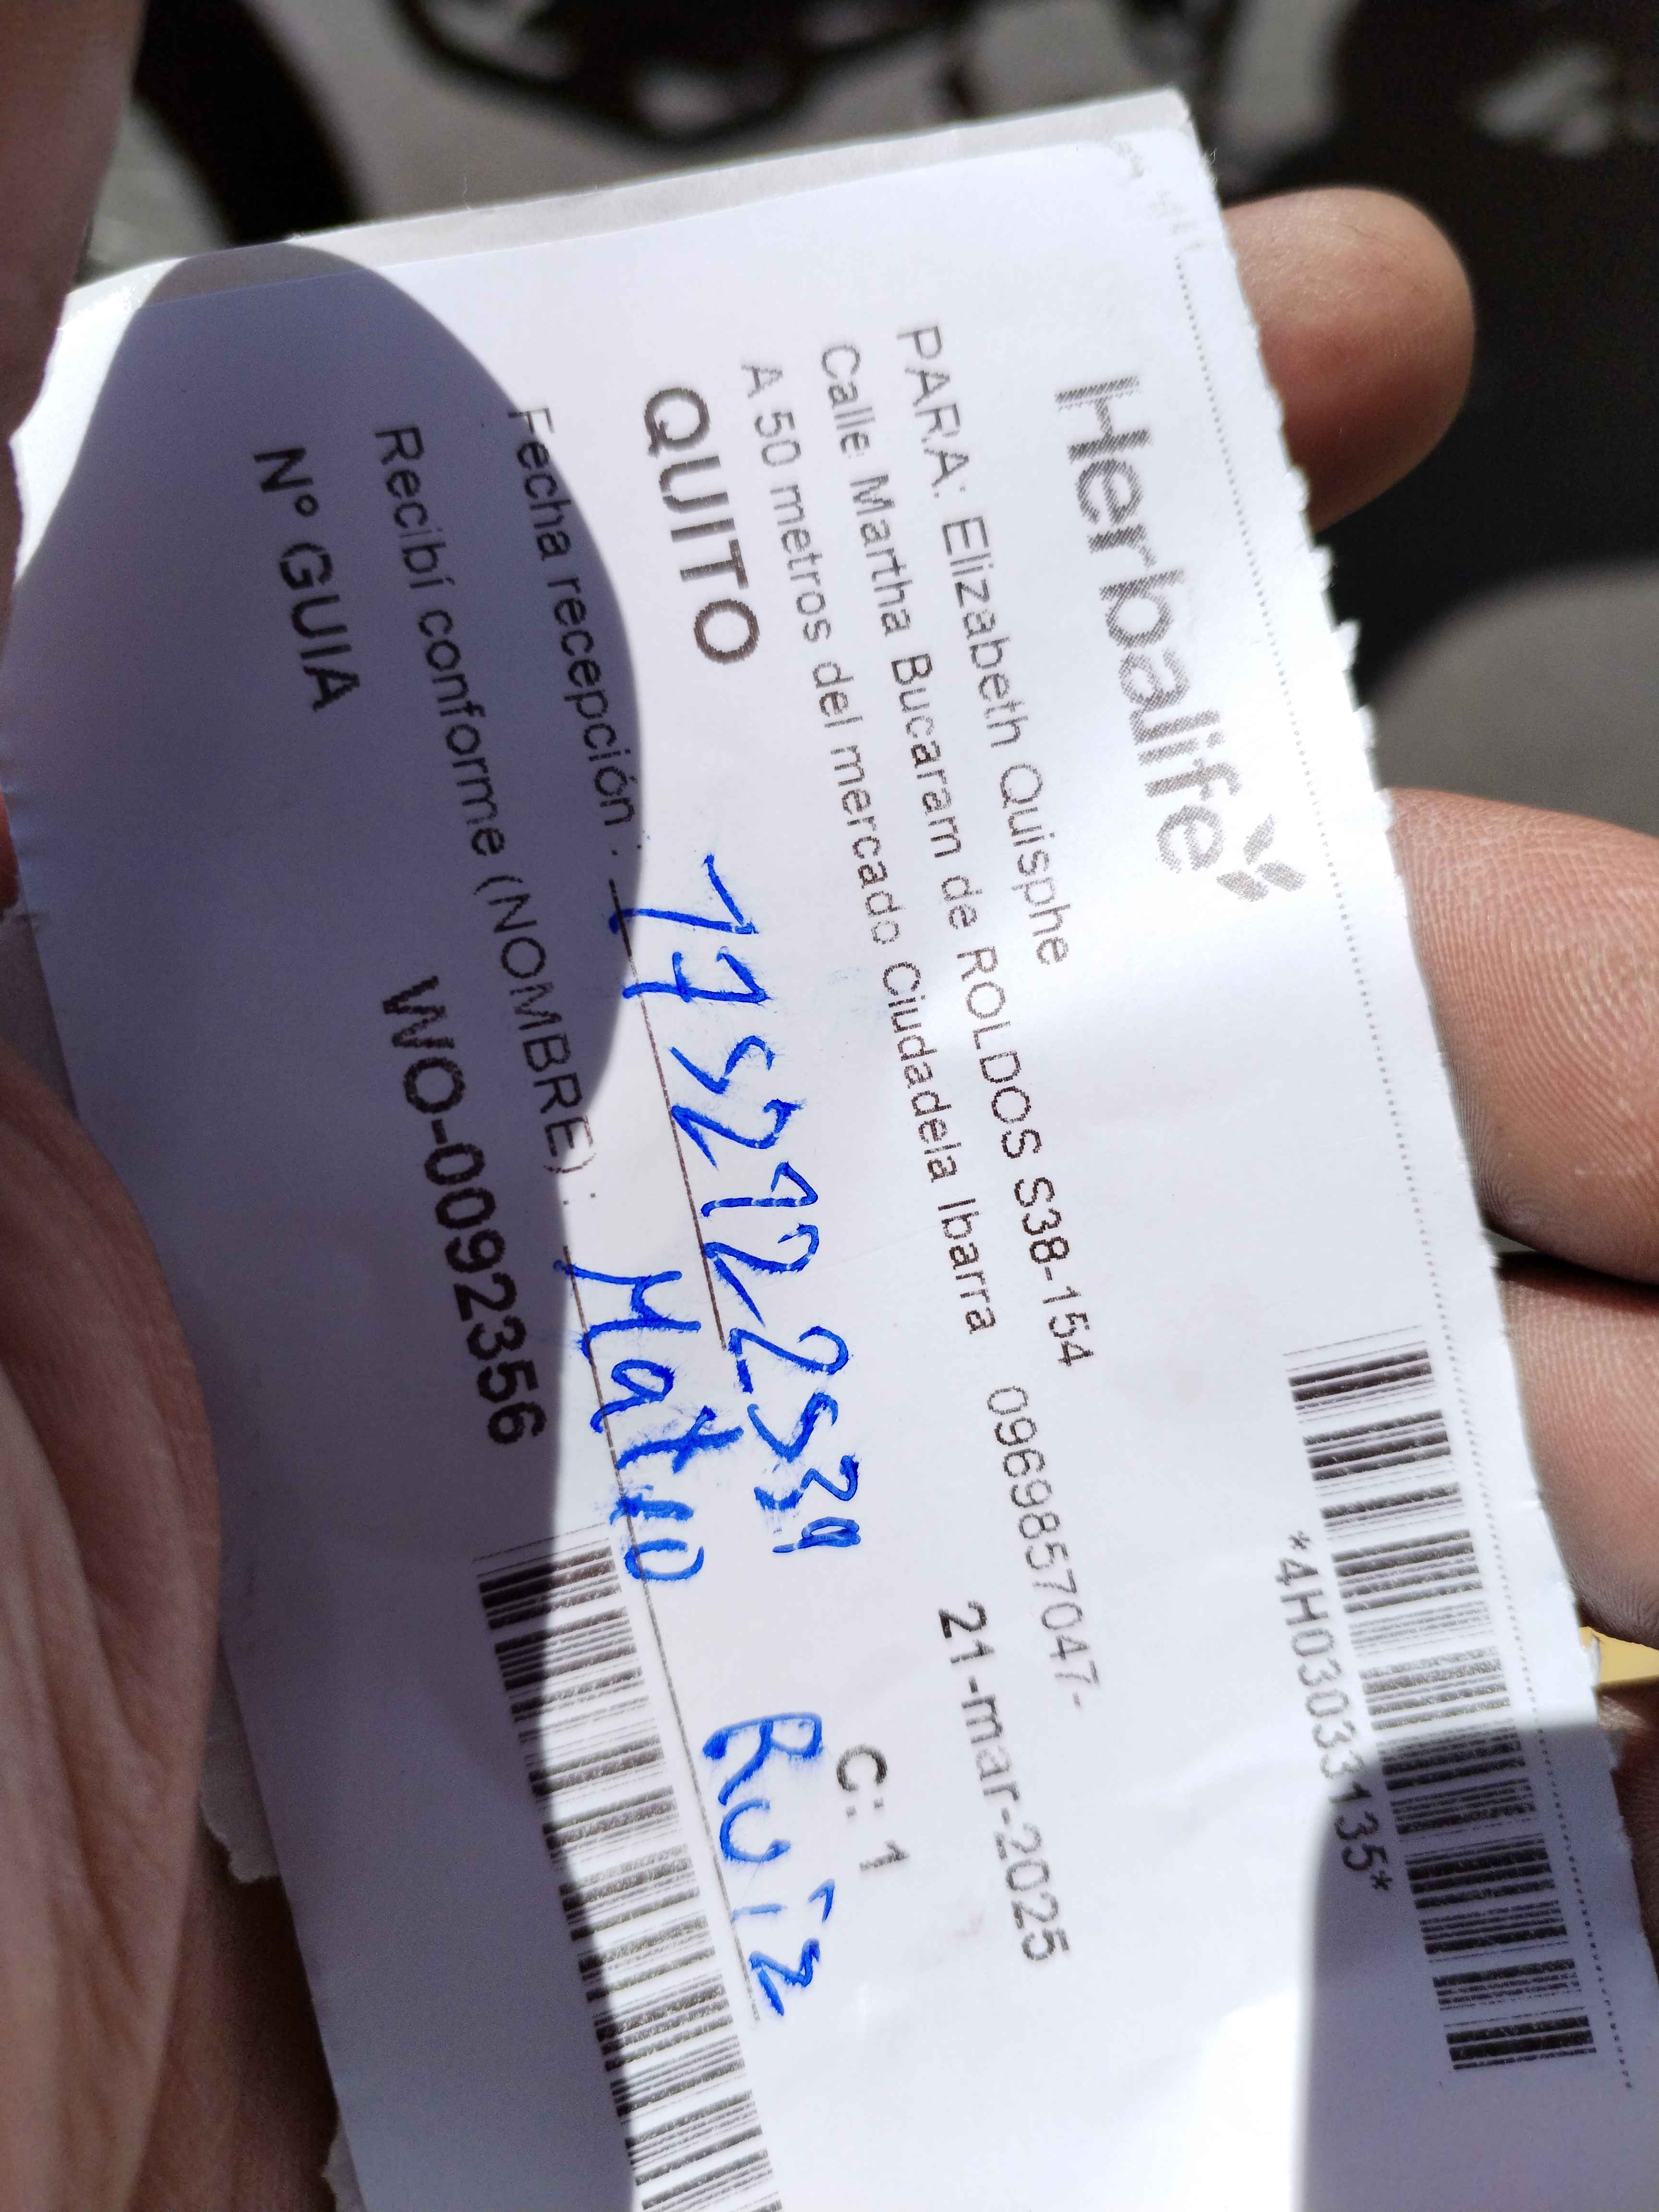 Herbalife
*4H03033135*
PARA: Elizabeth Quisphe
Calle Martha Bucaram de ROLDOS S38-154 0969857047-
A 50 metros del mercado Ciudadela Ibarra 21-mar-2025
QUITO C: 1
Fecha recepción :
Recibí conforme (NOMBRE) : Mateo Ruiz
Nº GUIA WO-0092356